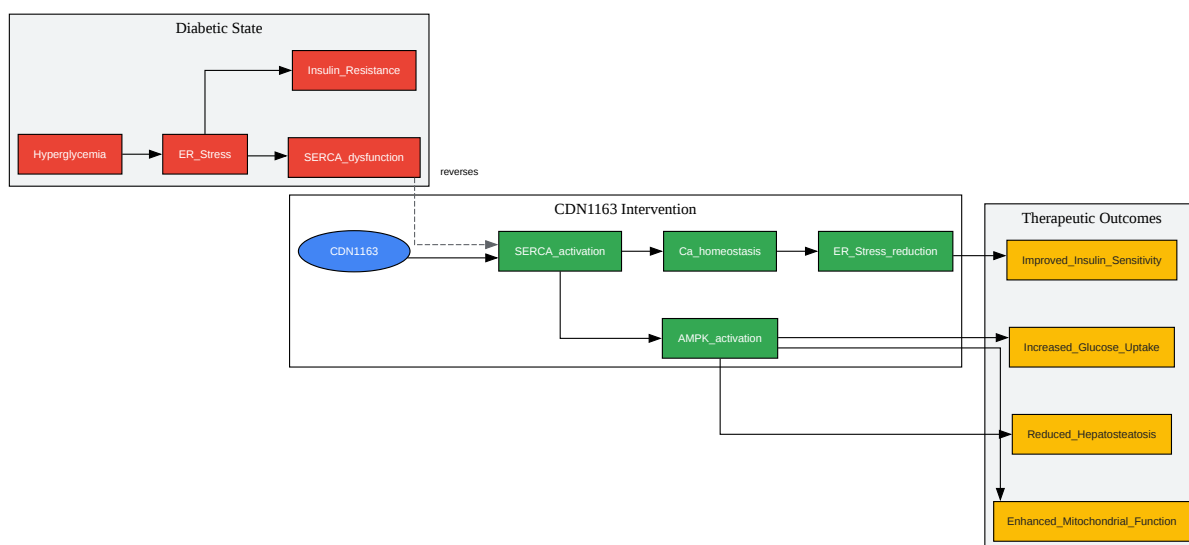 Diabetic State
Insulin_Resistance
Hyperglycemia
ER_Stress
SERCA_dysfunction
reverses
CDN1163 Intervention
CDN1163
SERCA_activation
Ca_homeostasis
ER_Stress_reduction
AMPK_activation
Therapeutic Outcomes
Improved_Insulin_Sensitivity
Increased_Glucose_Uptake
Reduced_Hepatosteatosis
Enhanced_Mitochondrial_Function